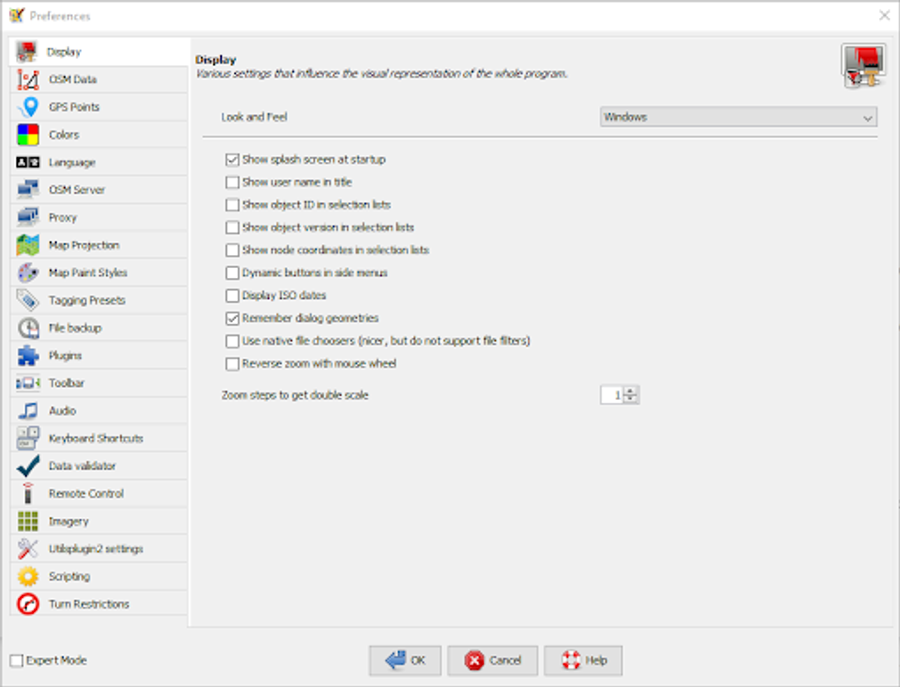 Preferences
Display
OSM Data
GPS Points
Colors
Language
OSM Server
Proxy
Map Projection
Map Paint Styles
Tagging Presets
File backup
Plugins
Toolbar
Audio
Keyboard Shortcuts
Data validator
Remote Control
Imagery
Utilsplugin2 settings
Scripting
Turn Restrictions
Display
Various settings that influence the visual representation of the whole program.
Look and Feel
Windows
Show splash screen at startup
Show user name in title
Show object ID in selection lists
Show object version in selection lists
Show node coordinates in selection lists
Dynamic buttons in side menus
Display ISO dates
Remember dialog geometries
Use native file choosers (nicer, but do not support file filters)
Reverse zoom with mouse wheel
Zoom steps to get double scale
1
Expert Mode
OK
Cancel
Help